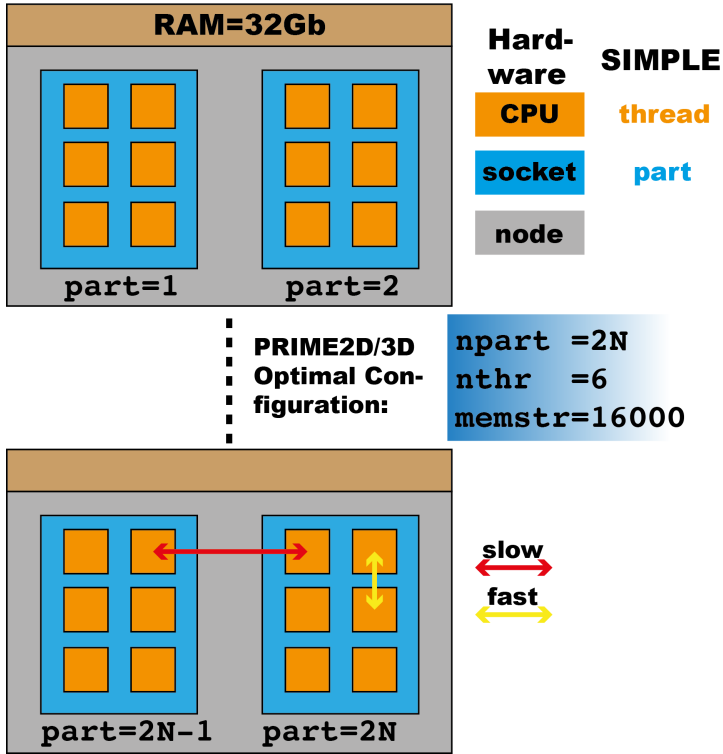 RAM=32Gb
Hard-
ware
SIMPLE
CPU
thread
socket
part
node
part=1
part=2
PRIME2D/3D
Optimal Con-
figuration:
npart =2N
nthr =6
memstr=16000
slow
fast
part=2N-1
part=2N